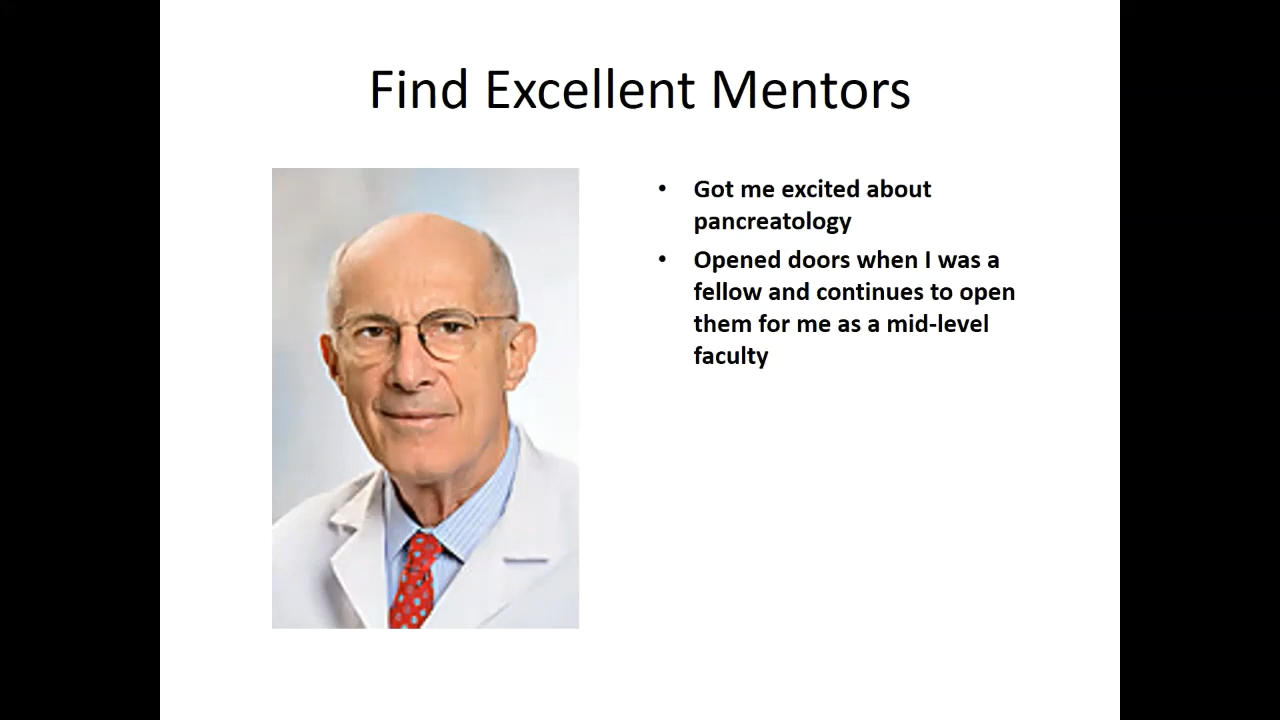 Find Excellent Mentors
• Got me excited about
pancreatology
• Opened doors when I was a
fellow and continues to open
them for me as a mid-level
faculty